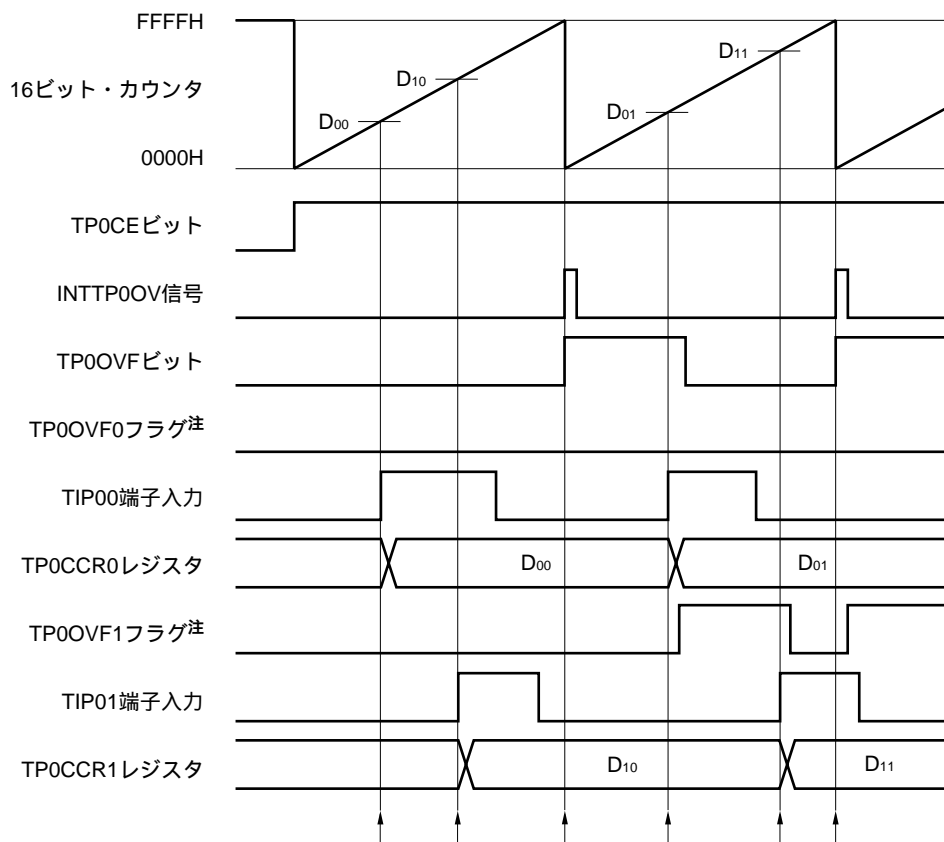 FFFFH
16ビット・カウンタ
0000H
D10
D00
D11
D01
TP0CEビット
INTTP0OV信号
TP0OVFビット
TP0OVF0フラグ注
TIP00端子入力
TP0CCR0レジスタ
D00
D01
TP0OVF1フラグ注
TIP01端子入力
TP0CCR1レジスタ
D10
D11